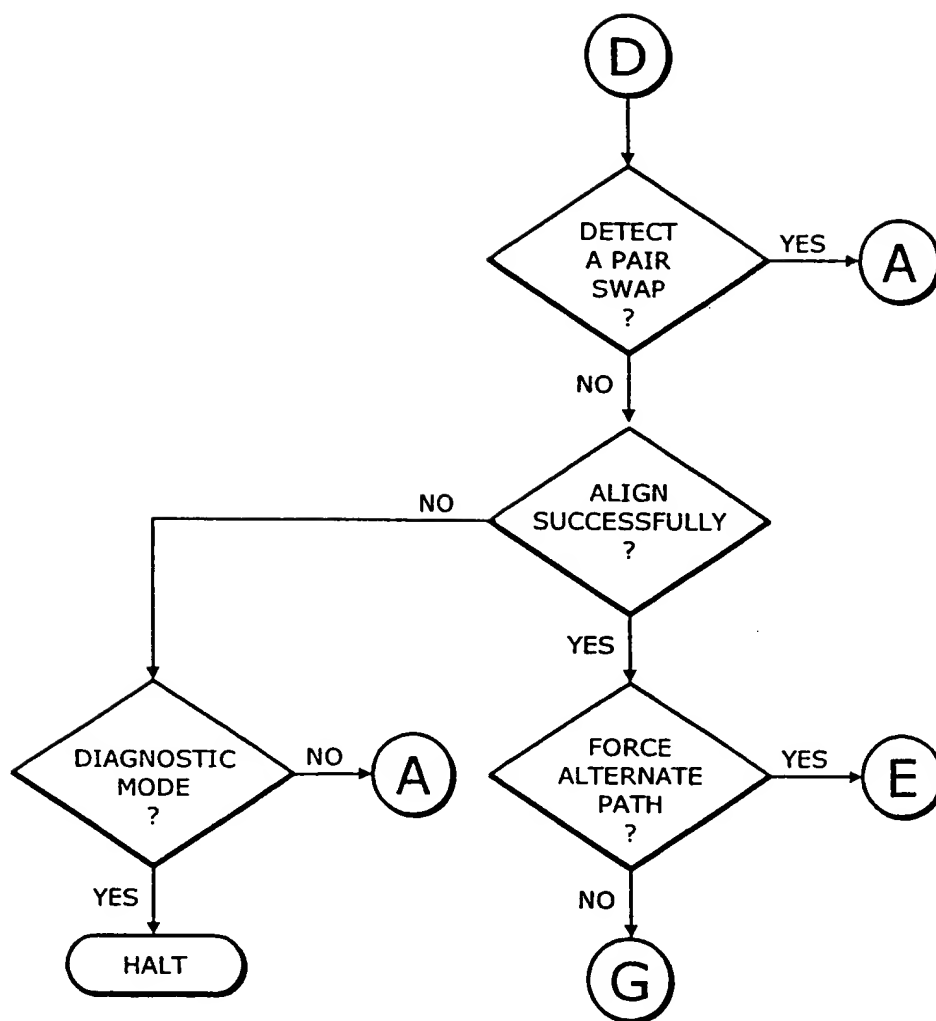 D
DETECT
A PAIR
SWAP
?
YES
A
NO
ALIGN
SUCCESSFULLY
?
NO
YES
DIAGNOSTIC
MODE
?
NO
A
YES
HALT
FORCE
ALTERNATE
PATH
?
YES
E
NO
G